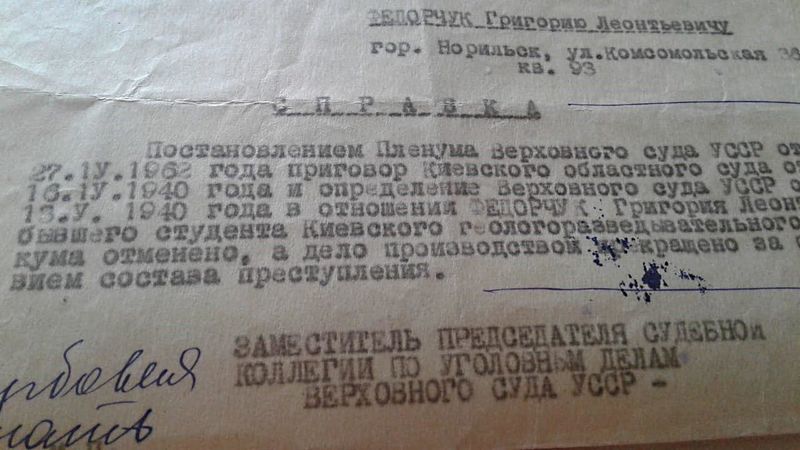 ФЕДОРЧУК Григорию Леонтьевичу
гор. Норильск, ул.Комсомольская 36
кв. 93
С П Р А В К А
Постановлением Пленума Верховного суда УССР от
27.IУ.1962 года приговор Киевского областного суда от
16.IУ.1940 года и определение Верховного суда УССР о
13.У. 1940 года в отношении ФЕДОРЧУК Григория Леон
бывшего студента Киевского геологоразведывательного
кума отменено, а дело производством кращено за о
вием состава преступления.
ЗАМЕСТИТЕЛЬ ПРЕДСЕДАТЕЛЯ СУДЕБНОЙ
КОЛЛЕГИИ ПО УГОЛОВНЫМ ДЕЛАМ
ВЕРХОВНОГО СУДА УССР -